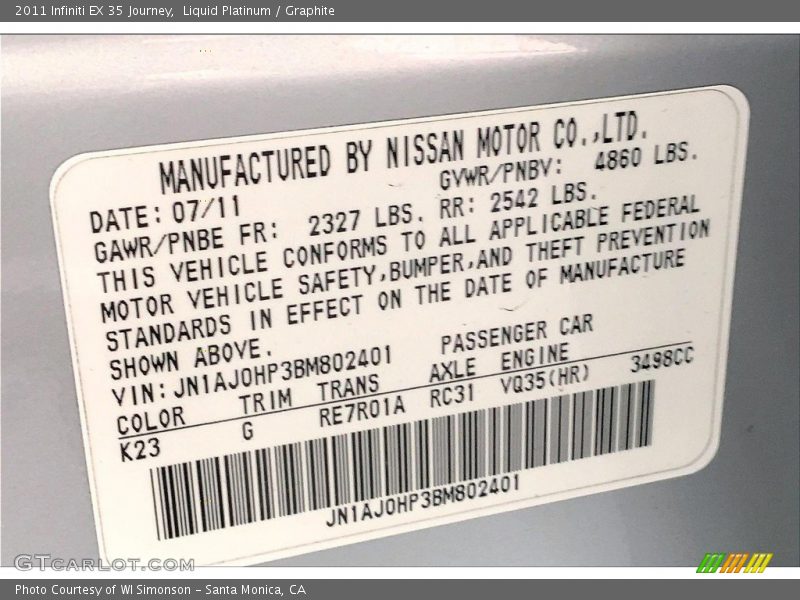 2011 Infiniti EX 35 Journey,  Liquid Platinum / Graphite
MANUFACTURED BY NISSAN MOTOR CO.,LTD.
DATE: 07/11 GVWR/PNBV: 4860 LBS.
GAWR/PNBE FR: 2327 LBS. RR: 2542 LBS.
THIS VEHICLE CONFORMS TO ALL APPLICABLE FEDERAL
MOTOR VEHICLE SAFETY,BUMPER,AND THEFT PREVENTION
STANDARDS IN EFFECT ON THE DATE OF MANUFACTURE
SHOWN ABOVE.
VIN: JN1AJ0HP3BM802401 PASSENGER CAR
COLOR TRIM TRANS AXLE ENGINE
K23 G RE7R01A RC31 VQ35(HR) 3498CC
JN1AJ0HP3BM802401
GTcarlot.com
Photo Courtesy of WI Simonson - Santa Monica, CA